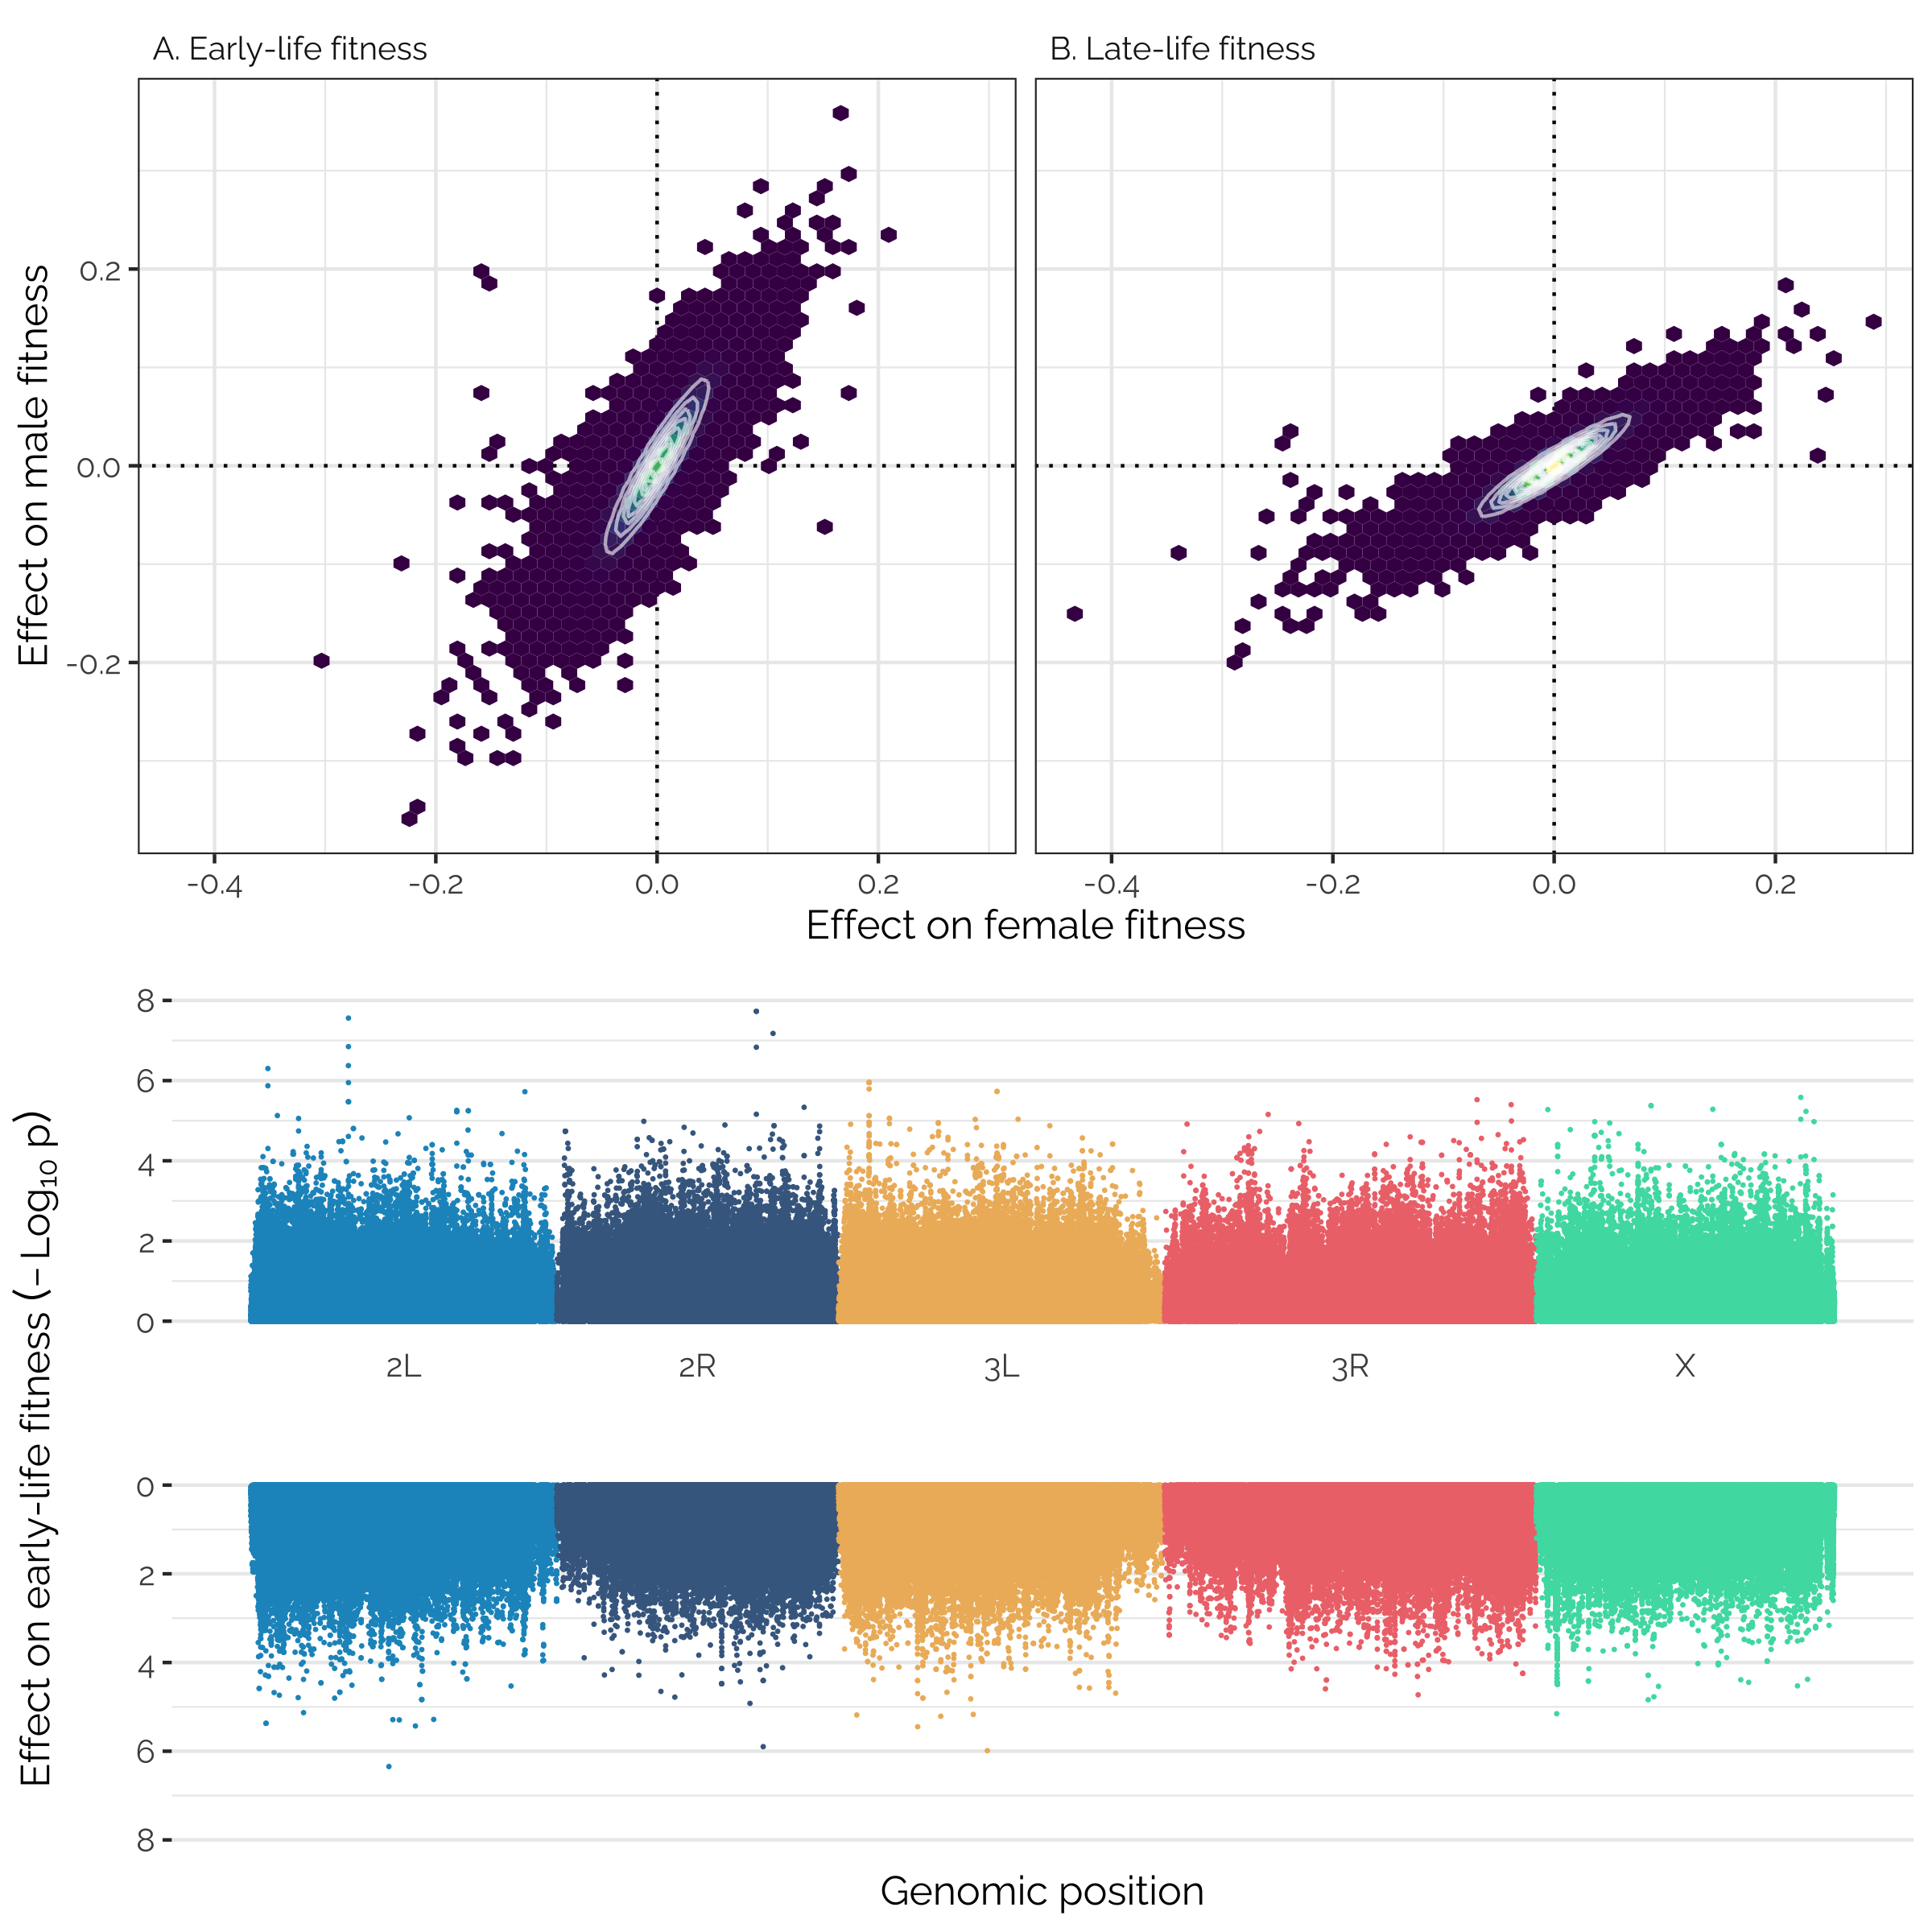 A. Early-life fitness
B. Late-life fitness
Effect on male fitness
0.2
0.0
-0.2
-0.4
-0.2
0.0
0.2
-0.4
-0.2
0.0
0.2
Effect on female fitness
Effect on early-life fitness (– Log₁₀ p)
8
6
4
2
0
2L
2R
3L
3R
X
0
2
4
6
8
Genomic position